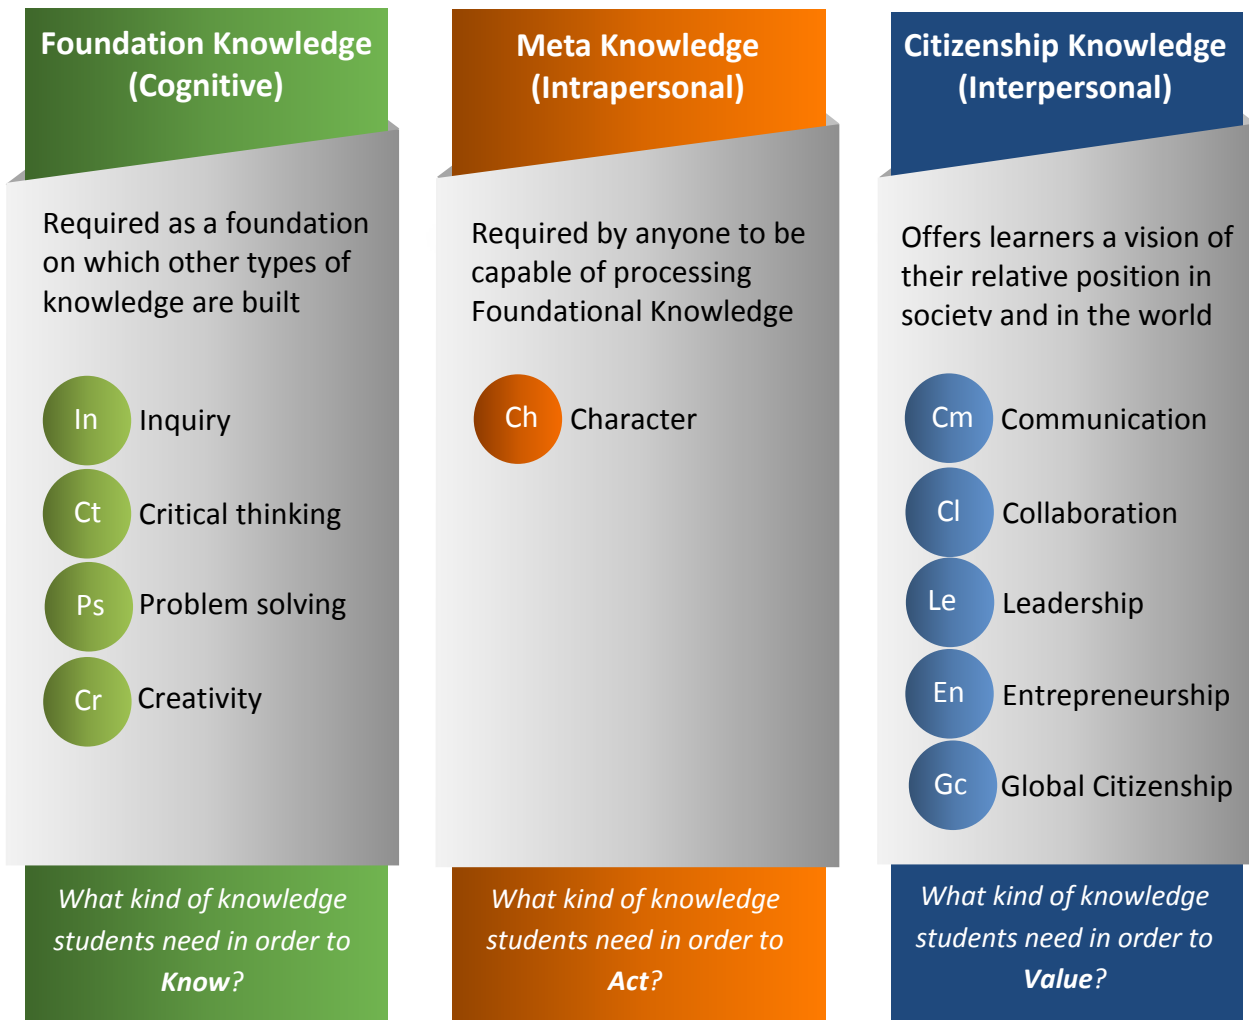 Foundation Knowledge
(Cognitive)
Required as a foundation
on which other types of
knowledge are built
In Inquiry
Ct Critical thinking
Ps Problem solving
Cr Creativity
What kind of knowledge
students need in order to
Know?
Meta Knowledge
(Intrapersonal)
Required by anyone to be
capable of processing
Foundational Knowledge
Ch Character
What kind of knowledge
students need in order to
Act?
Citizenship Knowledge
(Interpersonal)
Offers learners a vision of
their relative position in
society and in the world
Cm Communication
Cl Collaboration
Le Leadership
En Entrepreneurship
Gc Global Citizenship
What kind of knowledge
students need in order to
Value?